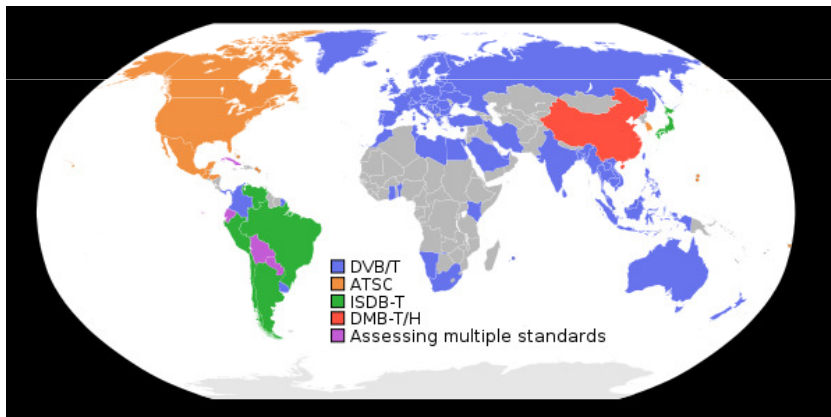 DVB/T
ATSC
ISDB-T
DMB-T/H
Assessing multiple standards